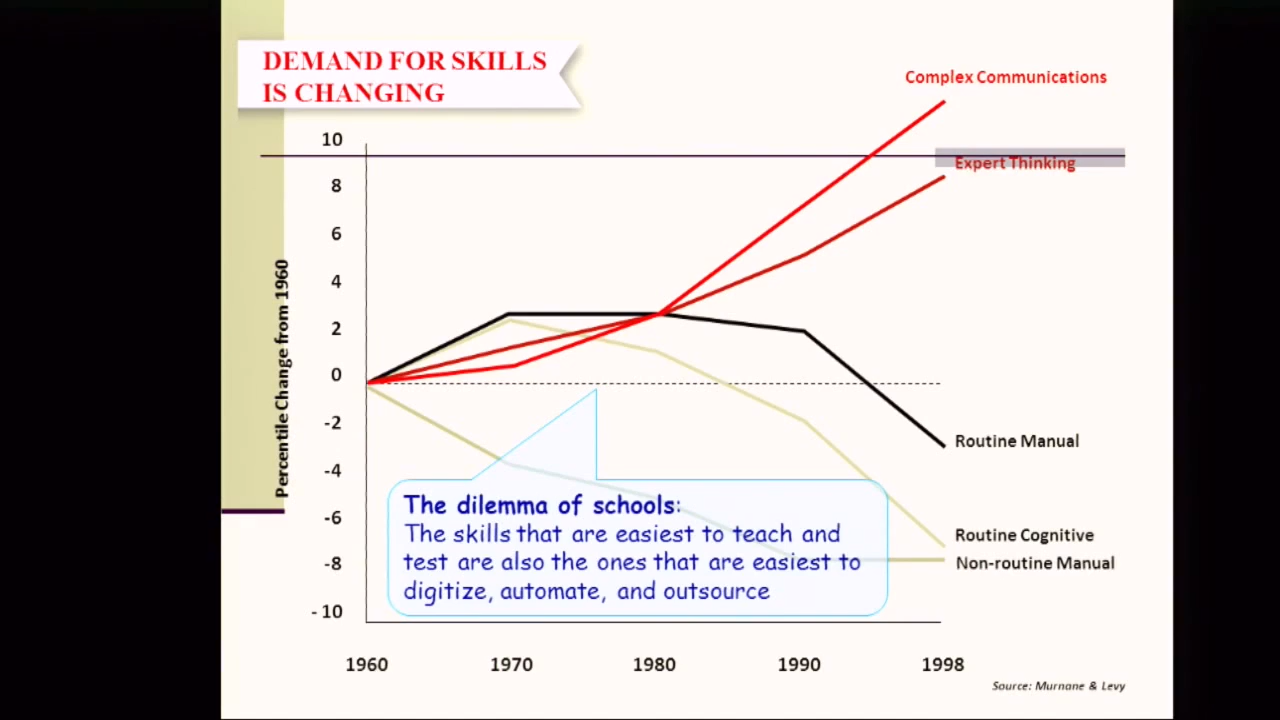 DEMAND FOR SKILLS
IS CHANGING
Complex Communications
Expert Thinking
10
8
6
4
2
0
-2
-4
-6
-8
- 10
Percentile Change from 1960
Routine Manual
Routine Cognitive
Non-routine Manual
The dilemma of schools:
The skills that are easiest to teach and
test are also the ones that are easiest to
digitize, automate, and outsource
1960 1970 1980 1990 1998
Source: Murnane & Levy